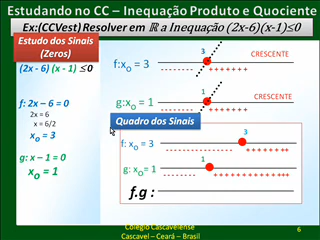 Estudando no CC – Inequação Produto e Quociente
Ex:(CCVest)Resolver em ℝ a Inequação (2x-6)(x-1)≤0
Estudo dos Sinais
(Zeros)
(2x - 6) (x - 1) ≤0
f: 2x – 6 = 0
2x = 6
x = 6/2
xo = 3
g: x – 1 = 0
xo = 1
f:xo = 3
3
CRESCENTE
- - - - - - - - + + + + + + +
g:xo = 1
1
CRESCENTE
- - - - - - - - + + + + + + +
Quadro dos Sinais
f: xo = 3
3
- - - - - - - - - - - - - - + + + + + + + +
g: xo= 1
1
- - - - - - - - + + + + + + + + + + + + + + +
f.g :
Colégio Cascavelense
Cascavel – Ceará – Brasil
6